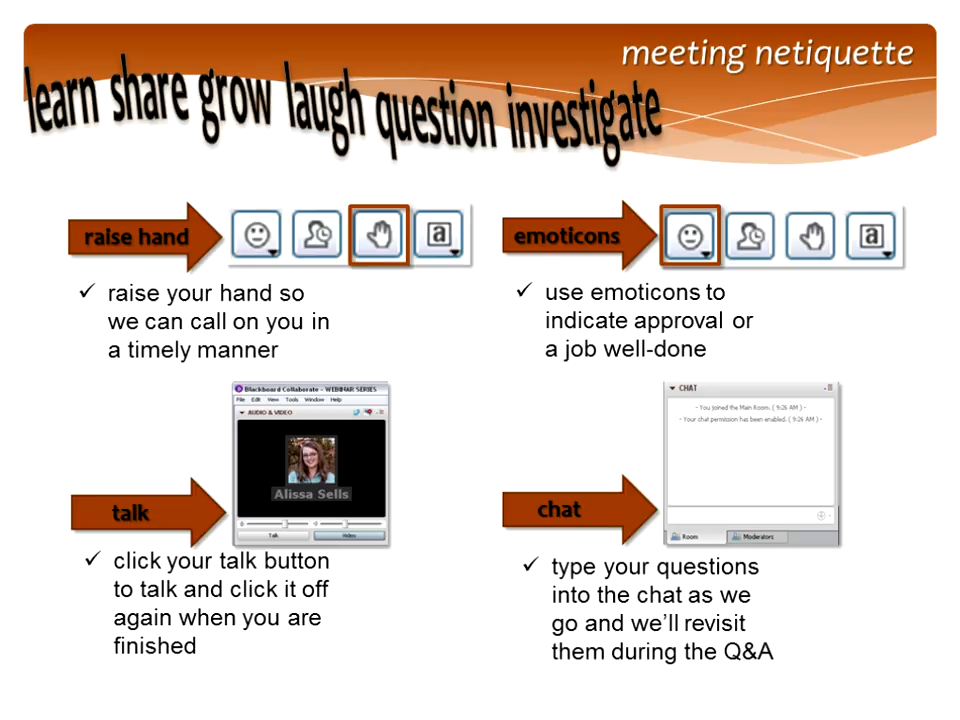 meeting netiquette
learn share grow laugh question investigate
raise hand
a
✓ raise your hand so
we can call on you in
a timely manner
emoticons
a
✓ use emoticons to
indicate approval or
a job well-done
talk
Blackboard Collaborate - WEBINAR SERIES
File Edit View Tools Window Help
AUDIO & VIDEO
Alissa Sells
Talk Video
✓ click your talk button
to talk and click it off
again when you are
finished
chat
CHAT
- You joined the Main Room. ( 9:26 AM ) -
- Your chat permission has been enabled. ( 9:26 AM ) -
Room Moderators
✓ type your questions
into the chat as we
go and we’ll revisit
them during the Q&A